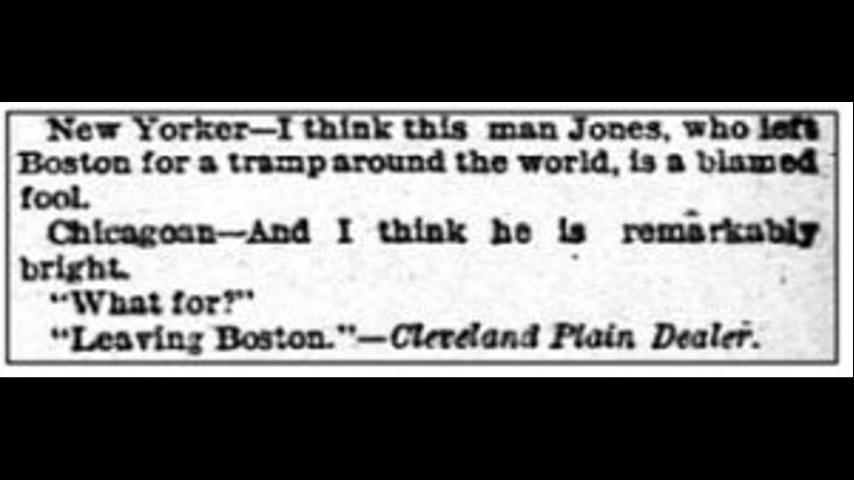 New Yorker—I think this man Jones, who left
Boston for a tramp around the world, is a blamed
fool.
Chicagoan—And I think he is remarkably
bright.
"What for?"
"Leaving Boston."—Cleveland Plain Dealer.